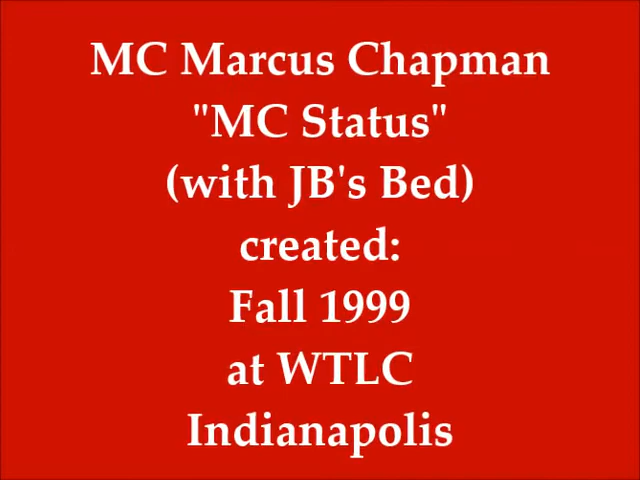 MC Marcus Chapman
"MC Status"
(with JB's Bed)
created:
Fall 1999
at WTLC
Indianapolis